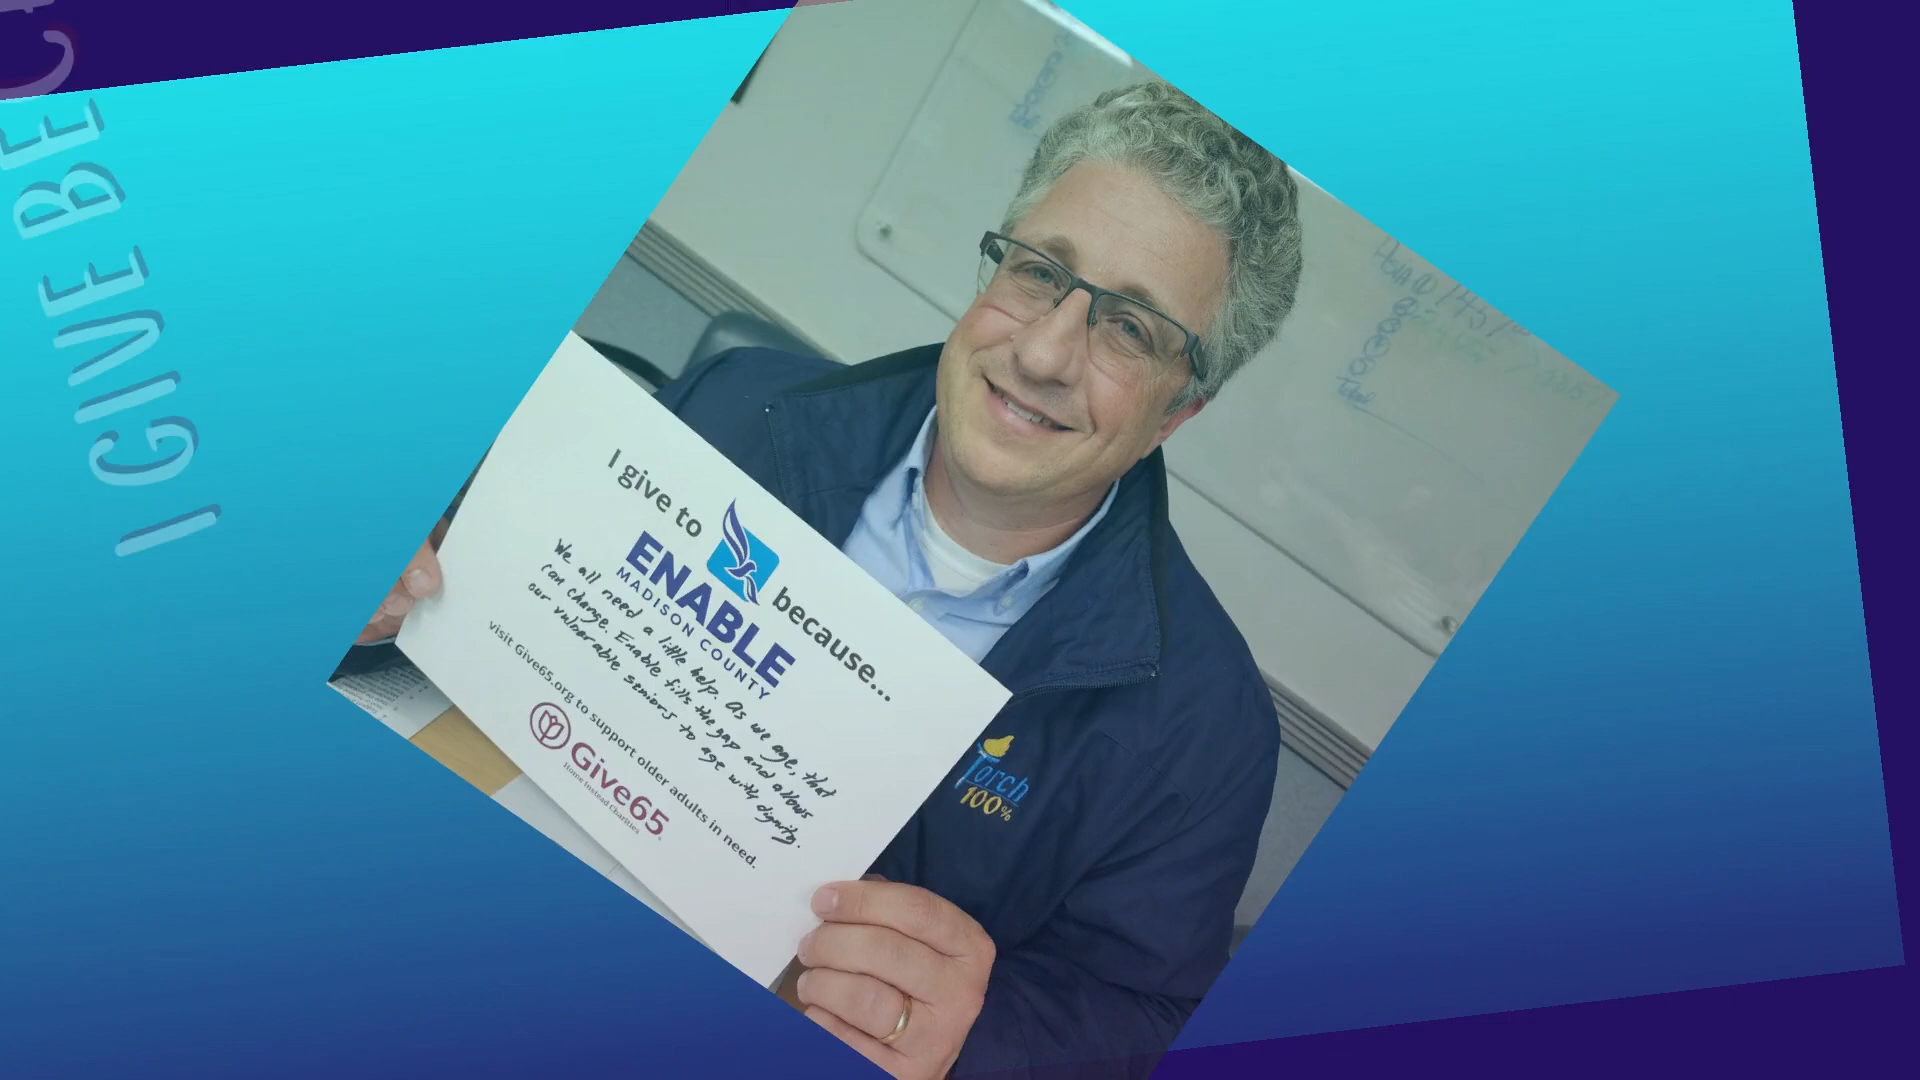 I GIVE BEC
I give to
because...
ENABLE
MADISON COUNTY
We all need a little help. As we age, that
can change. Enable fills the gap and allows
our vulnerable seniors to age with dignity.
visit Give65.org to support older adults in need.
Give65
Home Instead Charities
Torch
100%